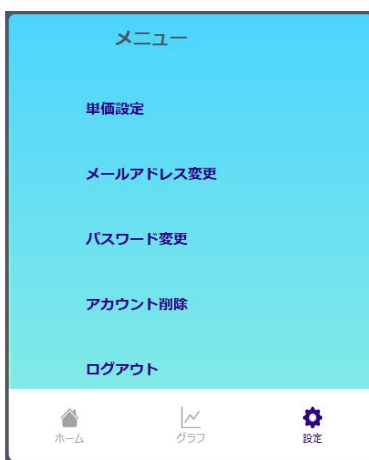 メニュー
単価設定
メールアドレス変更
パスワード変更
アカウント削除
ログアウト
ホーム
グラフ
設定